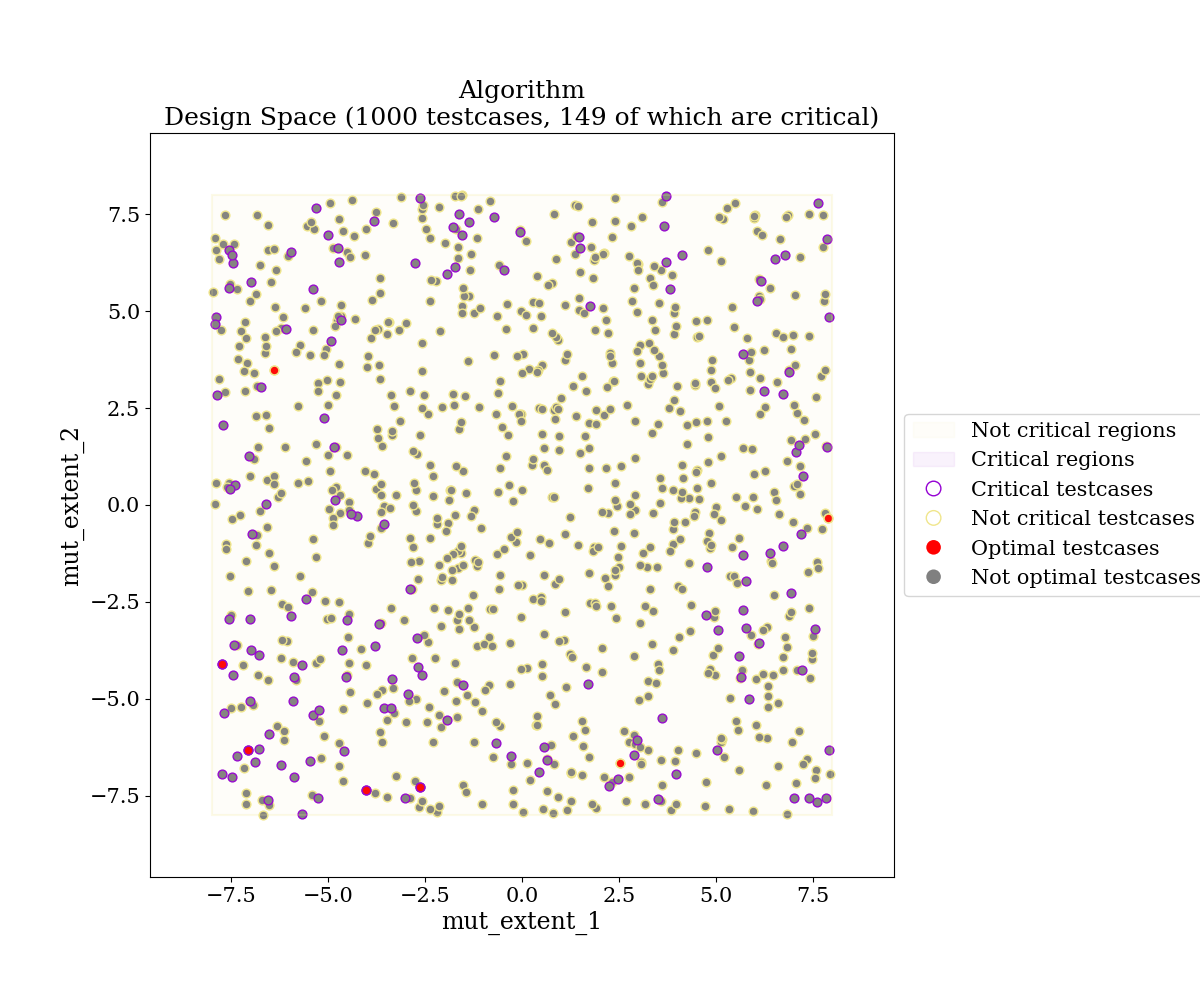 Algorithm
Design Space (1000 testcases, 149 of which are critical)
mut_extent_2
7.5
5.0
2.5
0.0
−2.5
−5.0
−7.5
−7.5 −5.0 −2.5 0.0 2.5 5.0 7.5
mut_extent_1
Not critical regions
Critical regions
Critical testcases
Not critical testcases
Optimal testcases
Not optimal testcases